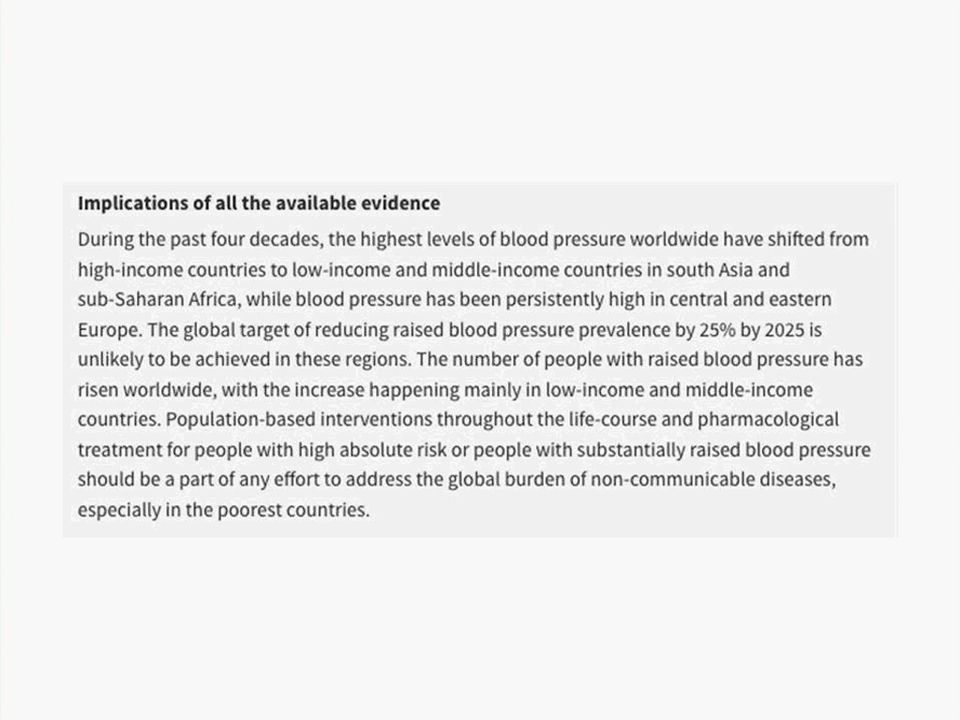 Implications of all the available evidence
During the past four decades, the highest levels of blood pressure worldwide have shifted from
high-income countries to low-income and middle-income countries in south Asia and
sub-Saharan Africa, while blood pressure has been persistently high in central and eastern
Europe. The global target of reducing raised blood pressure prevalence by 25% by 2025 is
unlikely to be achieved in these regions. The number of people with raised blood pressure has
risen worldwide, with the increase happening mainly in low-income and middle-income
countries. Population-based interventions throughout the life-course and pharmacological
treatment for people with high absolute risk or people with substantially raised blood pressure
should be a part of any effort to address the global burden of non-communicable diseases,
especially in the poorest countries.